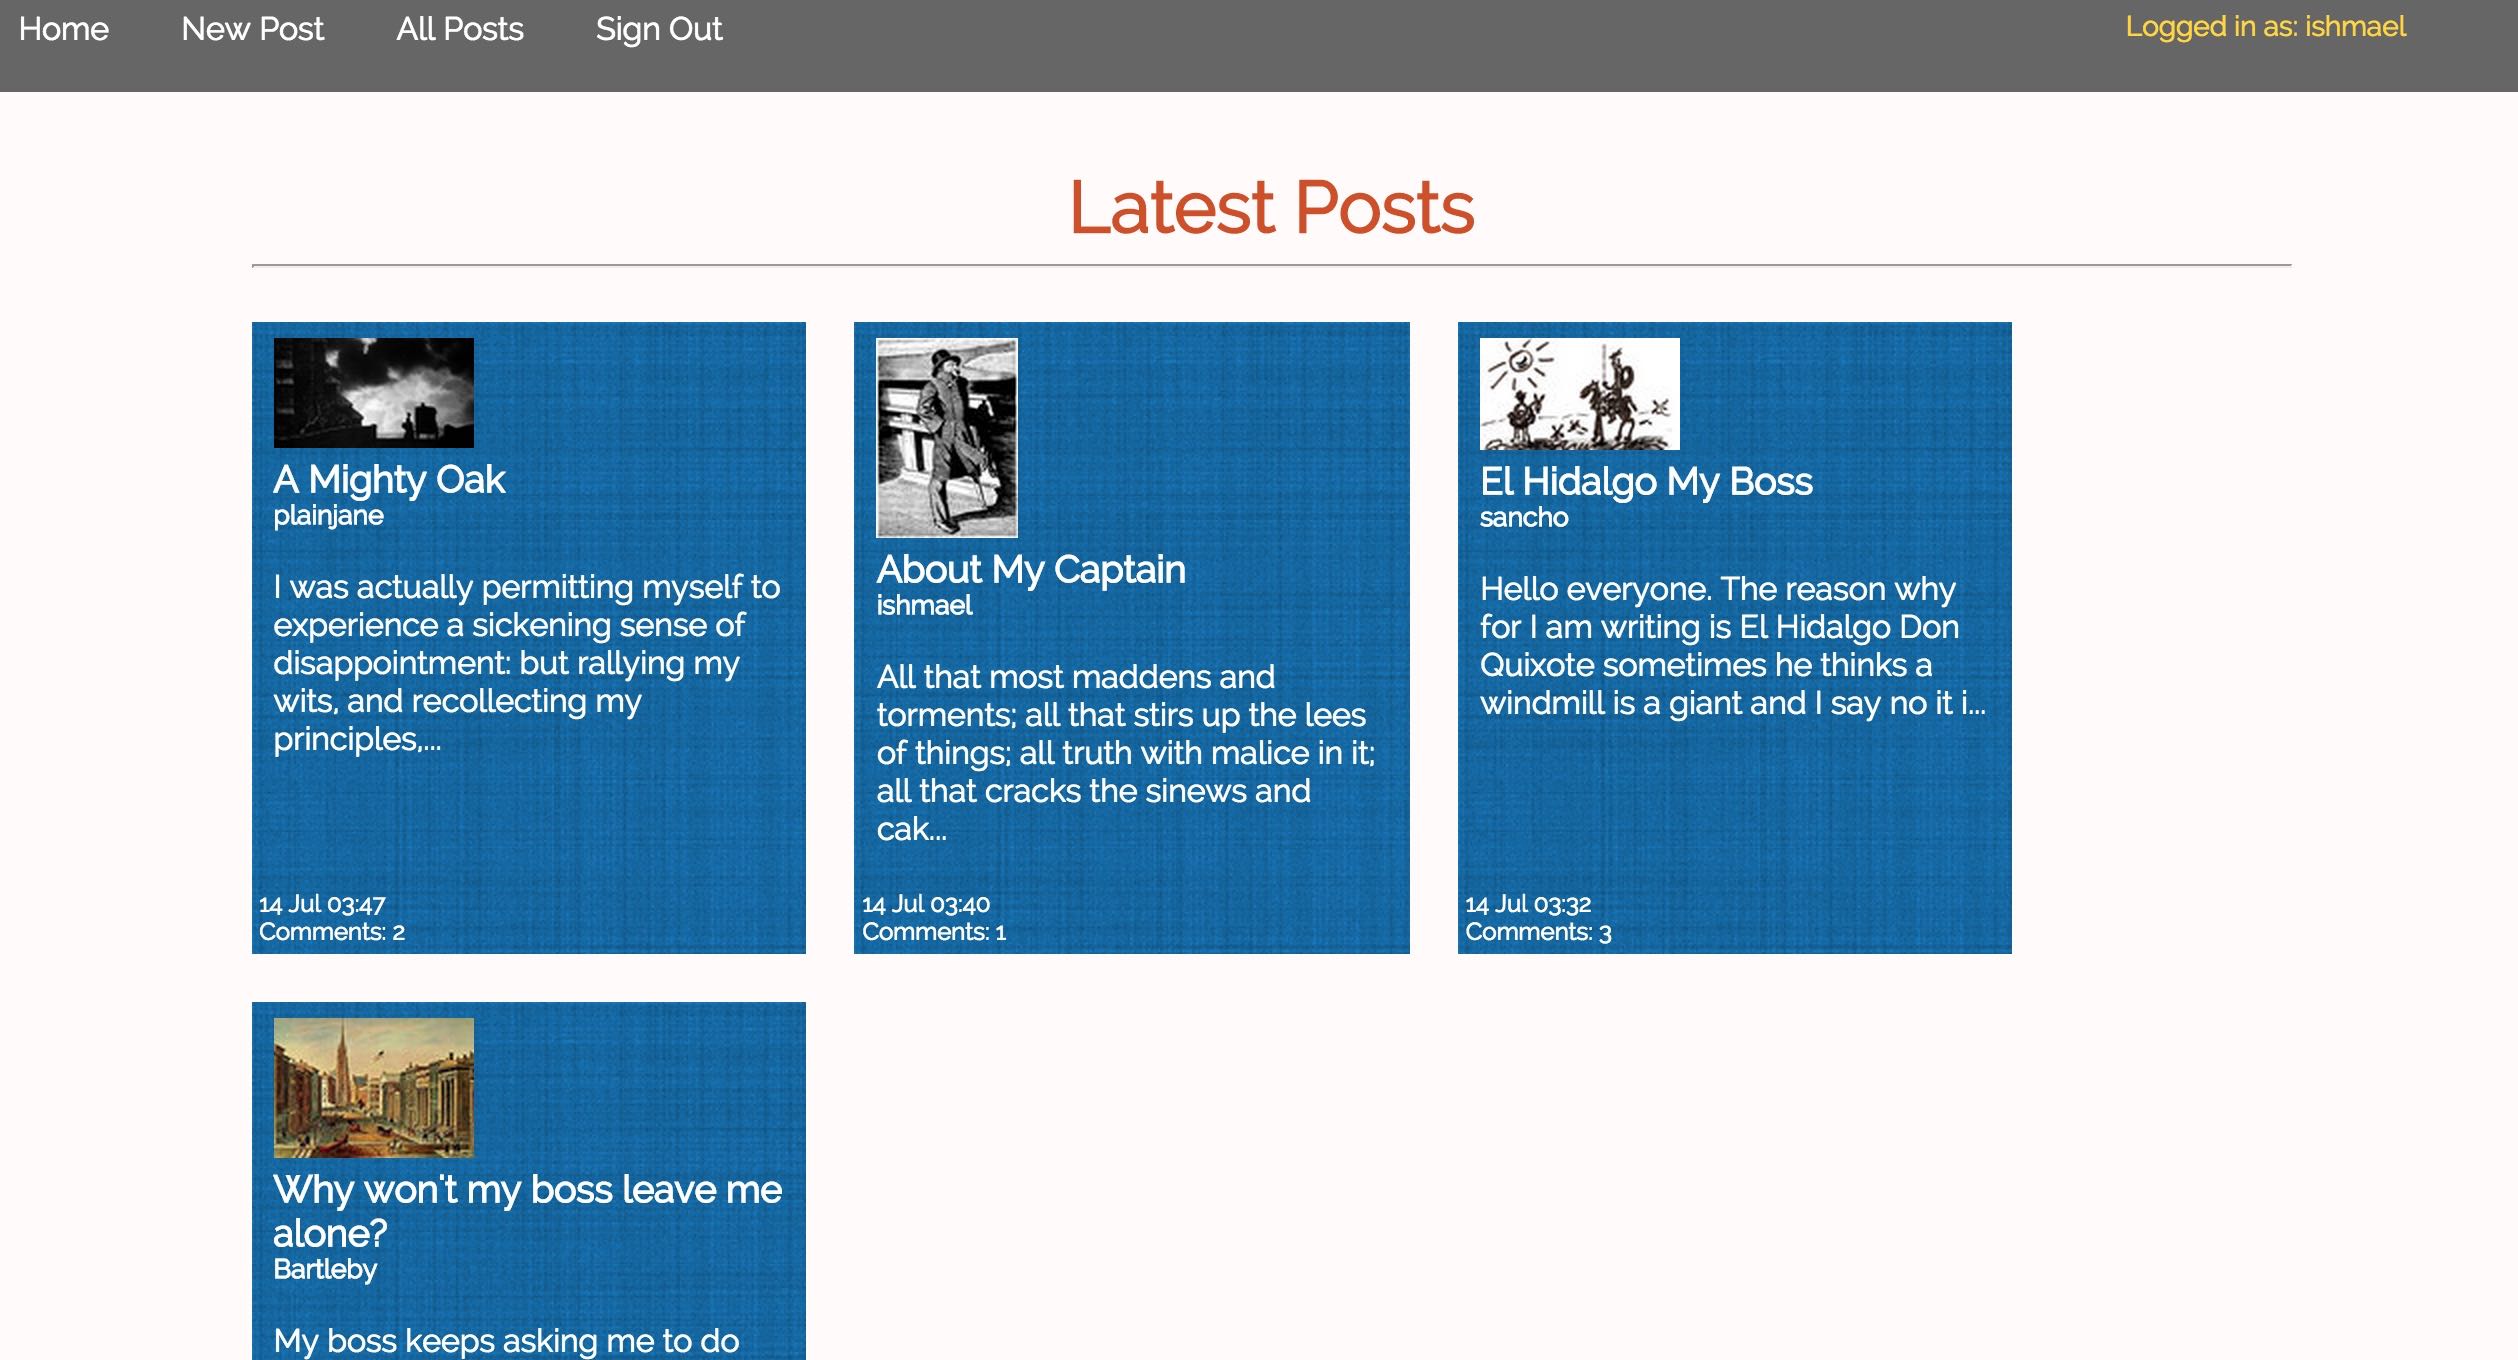 Home New Post All Posts Sign Out Logged in as: ishmael
Latest Posts
A Mighty Oak
plainjane
I was actually permitting myself to
experience a sickening sense of
disappointment: but rallying my
wits, and recollecting my
principles,...
14 Jul 03:47
Comments: 2
About My Captain
ishmael
All that most maddens and
torments; all that stirs up the lees
of things; all truth with malice in it;
all that cracks the sinews and
cak...
14 Jul 03:40
Comments: 1
El Hidalgo My Boss
sancho
Hello everyone. The reason why
for I am writing is El Hidalgo Don
Quixote sometimes he thinks a
windmill is a giant and I say no it i...
14 Jul 03:32
Comments: 3
Why won't my boss leave me
alone?
Bartleby
My boss keeps asking me to do